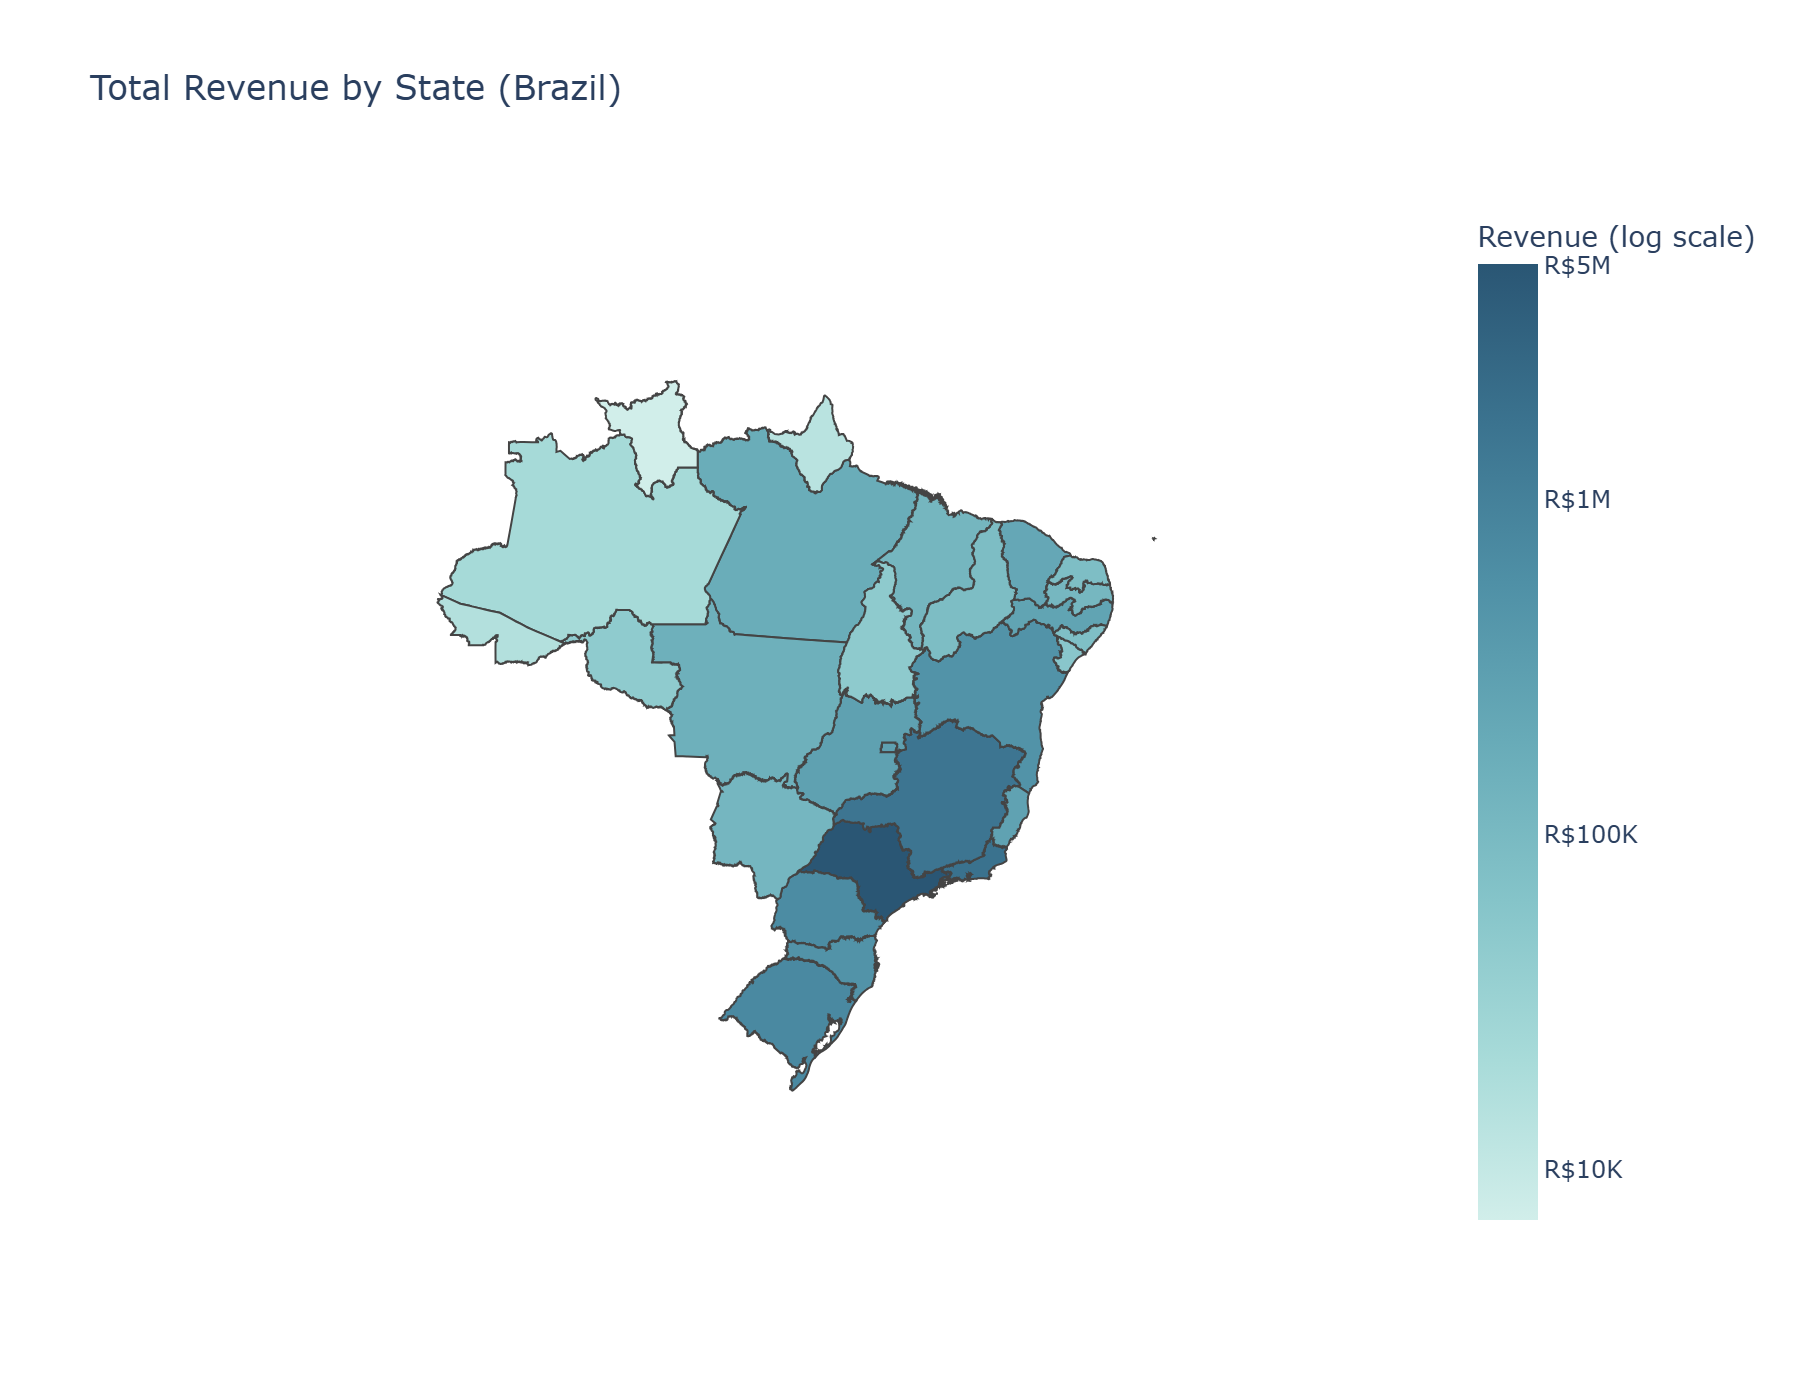 Total Revenue by State (Brazil)
Revenue (log scale)
R$5M
R$1M
R$100K
R$10K